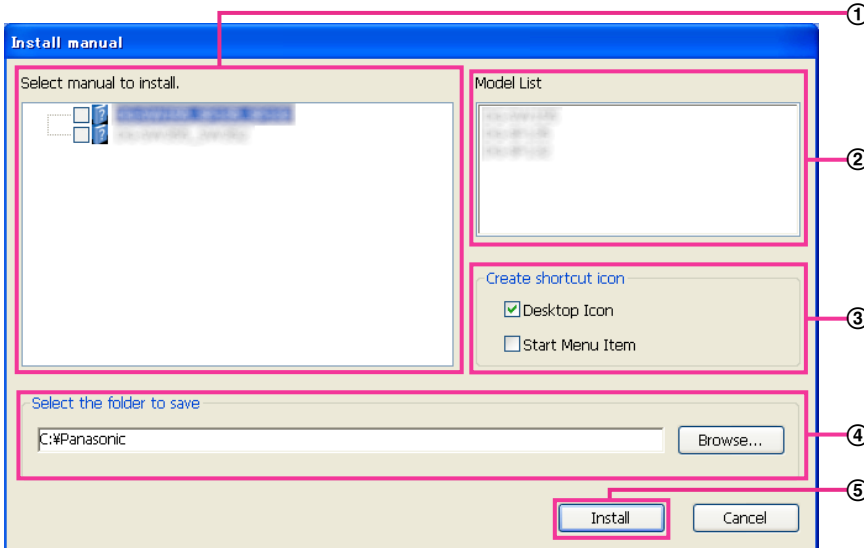 ①
Install manual
Select manual to install.
Model List
②
Create shortcut icon
Desktop Icon
③
Start Menu Item
Select the folder to save
C:¥Panasonic
Browse...
④
⑤
Install
Cancel